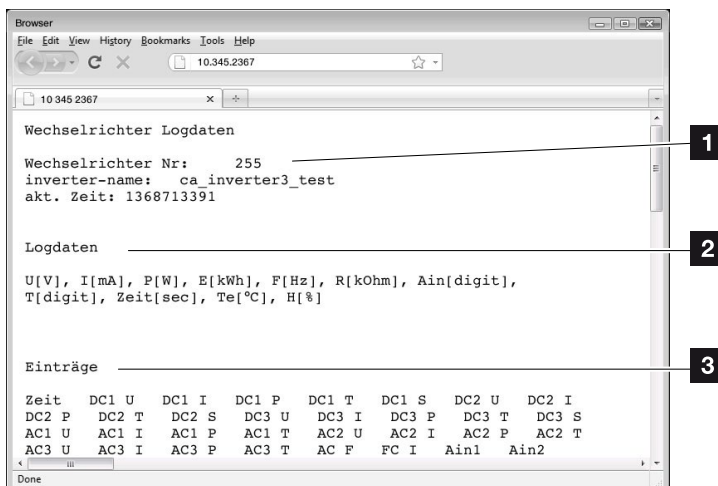 Browser
File Edit View History Bookmarks Tools Help
10.345.2367
10 345 2367
Wechselrichter Logdaten
Wechselrichter Nr: 255
1
inverter-name: ca_inverter3_test
akt. Zeit: 1368713391
Logdaten
2
U[V], I[mA], P[W], E[kWh], F[Hz], R[kOhm], Ain[digit],
T[digit], Zeit[sec], Te[°C], H[%]
Einträge
3
Zeit DC1 U DC1 I DC1 P DC1 T DC1 S DC2 U DC2 I
DC2 P DC2 T DC2 S DC3 U DC3 I DC3 P DC3 T DC3 S
AC1 U AC1 I AC1 P AC1 T AC2 U AC2 I AC2 P AC2 T
AC3 U AC3 I AC3 P AC3 T AC F FC I Ain1 Ain2
Done